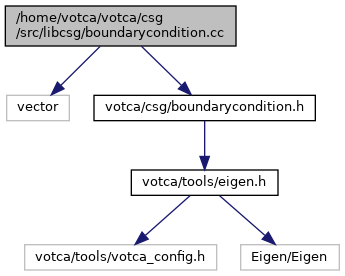 /home/votca/votca/csg
/src/libcsg/boundarycondition.cc
vector
votca/csg/boundarycondition.h
votca/tools/eigen.h
votca/tools/votca_config.h
Eigen/Eigen